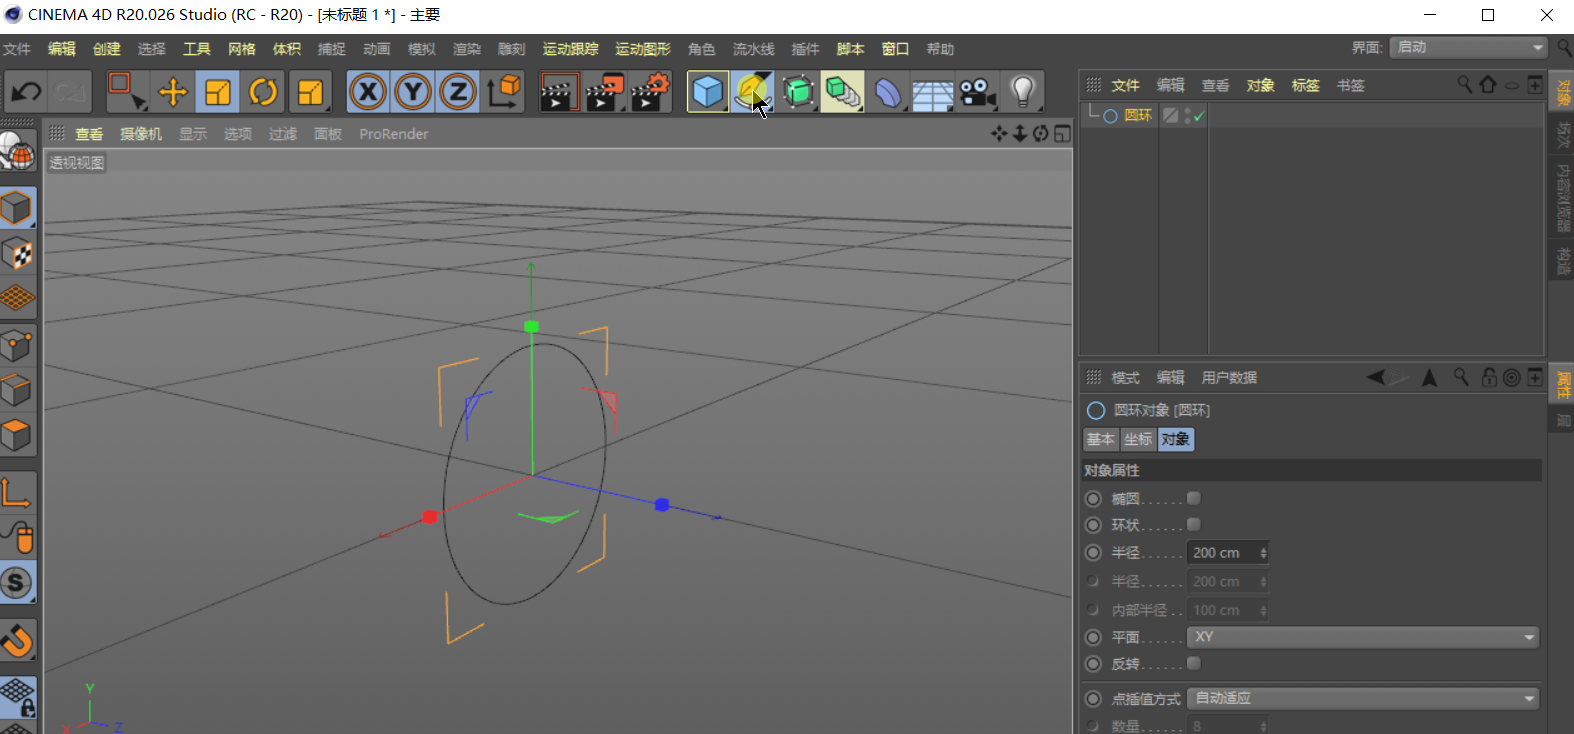 CINEMA 4D R20.026 Studio (RC - R20) - [未标题 1 *] - 主要
文件 编辑 创建 选择 工具 网格 体积 捕捉 动画 模拟 渲染 雕刻 运动跟踪 运动图形 角色 流水线 插件 脚本 窗口 帮助 界面: 启动
X Y Z
文件 编辑 查看 对象 标签 书签
查看 摄像机 显示 选项 过滤 面板 ProRender
透视视图
圆环
对象
场次
内容浏览器
构造
模式 编辑 用户数据
属性
层
圆环对象 [圆环]
基本 坐标 对象
对象属性
椭圆
环状
半径 200 cm
半径 200 cm
内部半径 100 cm
平面 XY
反转
点插值方式 自动适应
数量 8
S
Y
X Z